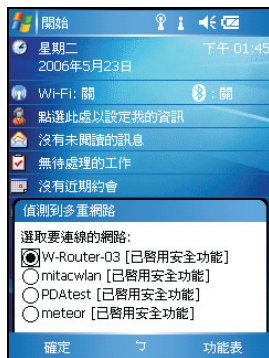 開始
星期二
下午 01:45
2006年5月23日
Wi-Fi: 關
: 關
點選此處以設定我的資訊
沒有未閱讀的訊息
無待處理的工作
沒有近期約會
偵測到多重網路
選取要連線的網路:
W-Router-03 [已啓用安全功能]
mitacwlan [已啓用安全功能]
PDAtest [已啓用安全功能]
meteor [已啓用安全功能]
確定
ㄅ
功能表